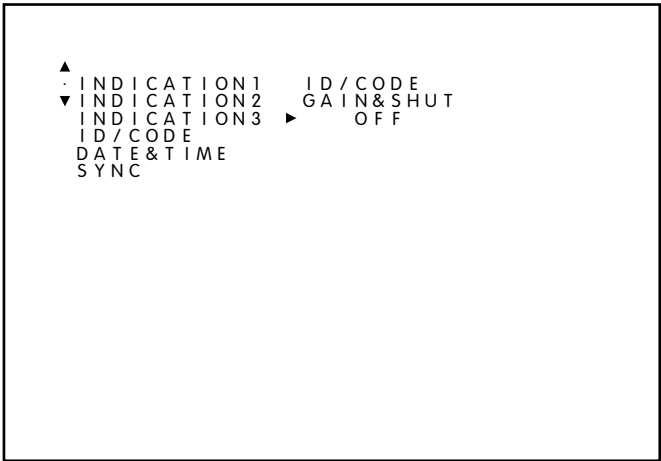 ▲
· INDICATION1 ID/CODE
▼ INDICATION2 GAIN&SHUT
INDICATION3 ▶ OFF
ID/CODE
DATE&TIME
SYNC